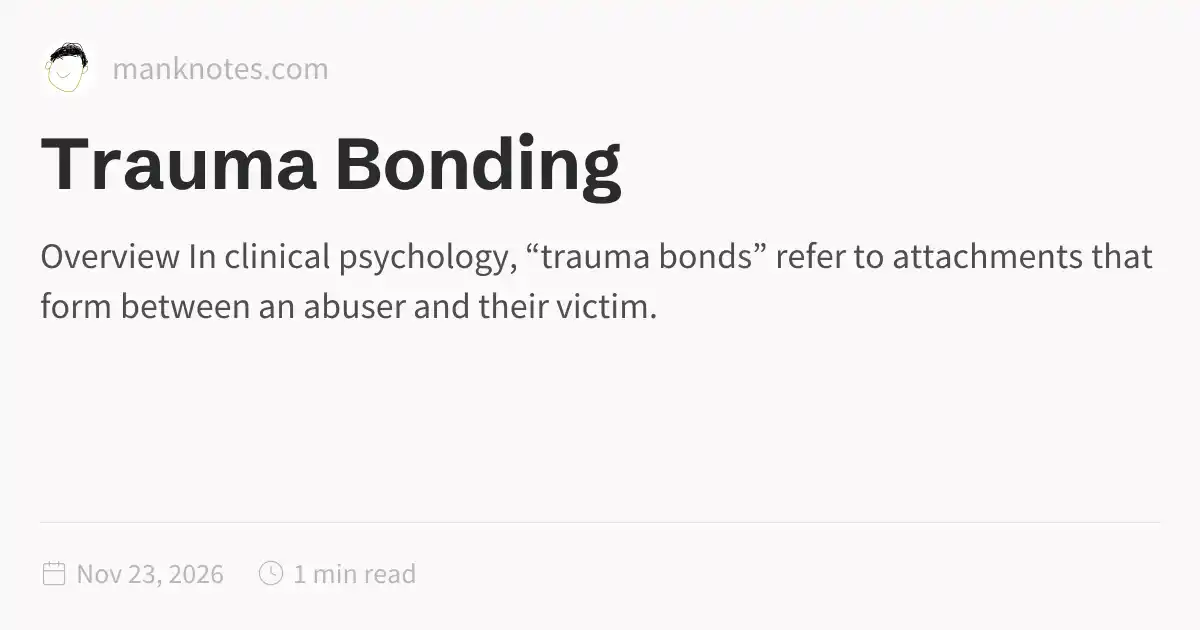 manknotes.com
Trauma Bonding
Overview In clinical psychology, “trauma bonds” refer to attachments that
form between an abuser and their victim.
Nov 23, 2026 1 min read